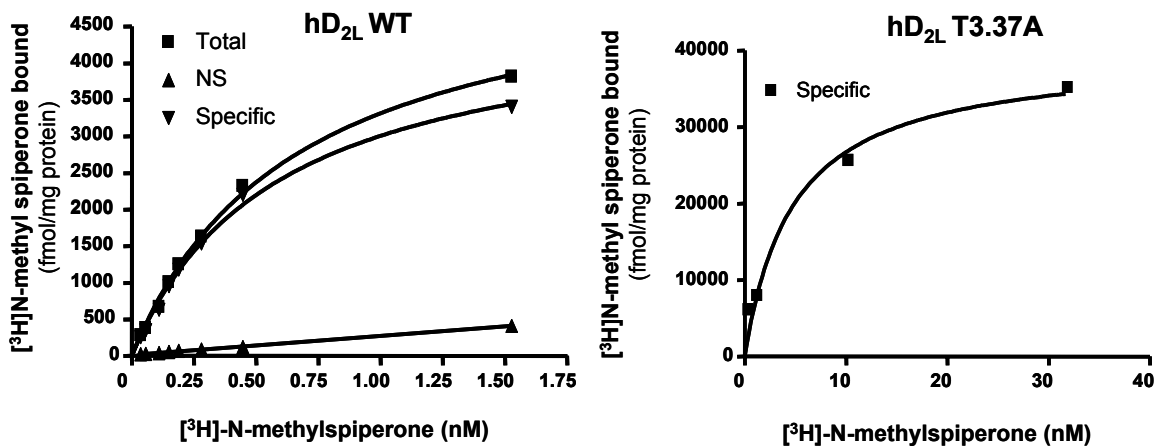 hD2L WT
[³H]N-methyl spiperone bound
(fmol/mg protein)
4500
4000
3500
3000
2500
2000
1500
1000
500
0
Total
NS
Specific
0 0.25 0.50 0.75 1.00 1.25 1.50 1.75
[³H]-N-methylspiperone (nM)
hD2L T3.37A
[³H]N-methyl spiperone bound
(fmol/mg protein)
40000
30000
20000
10000
0
Specific
0 10 20 30 40
[³H]-N-methylspiperone (nM)